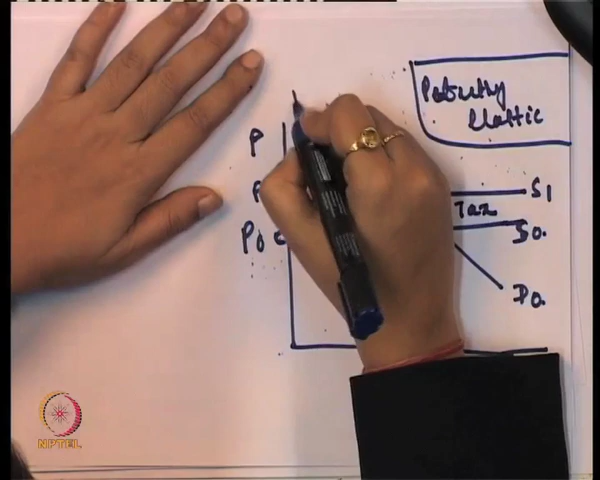 Perfectly
Elastic
P
P
S1
Tax
P0
S0.
D0.
NPTEL